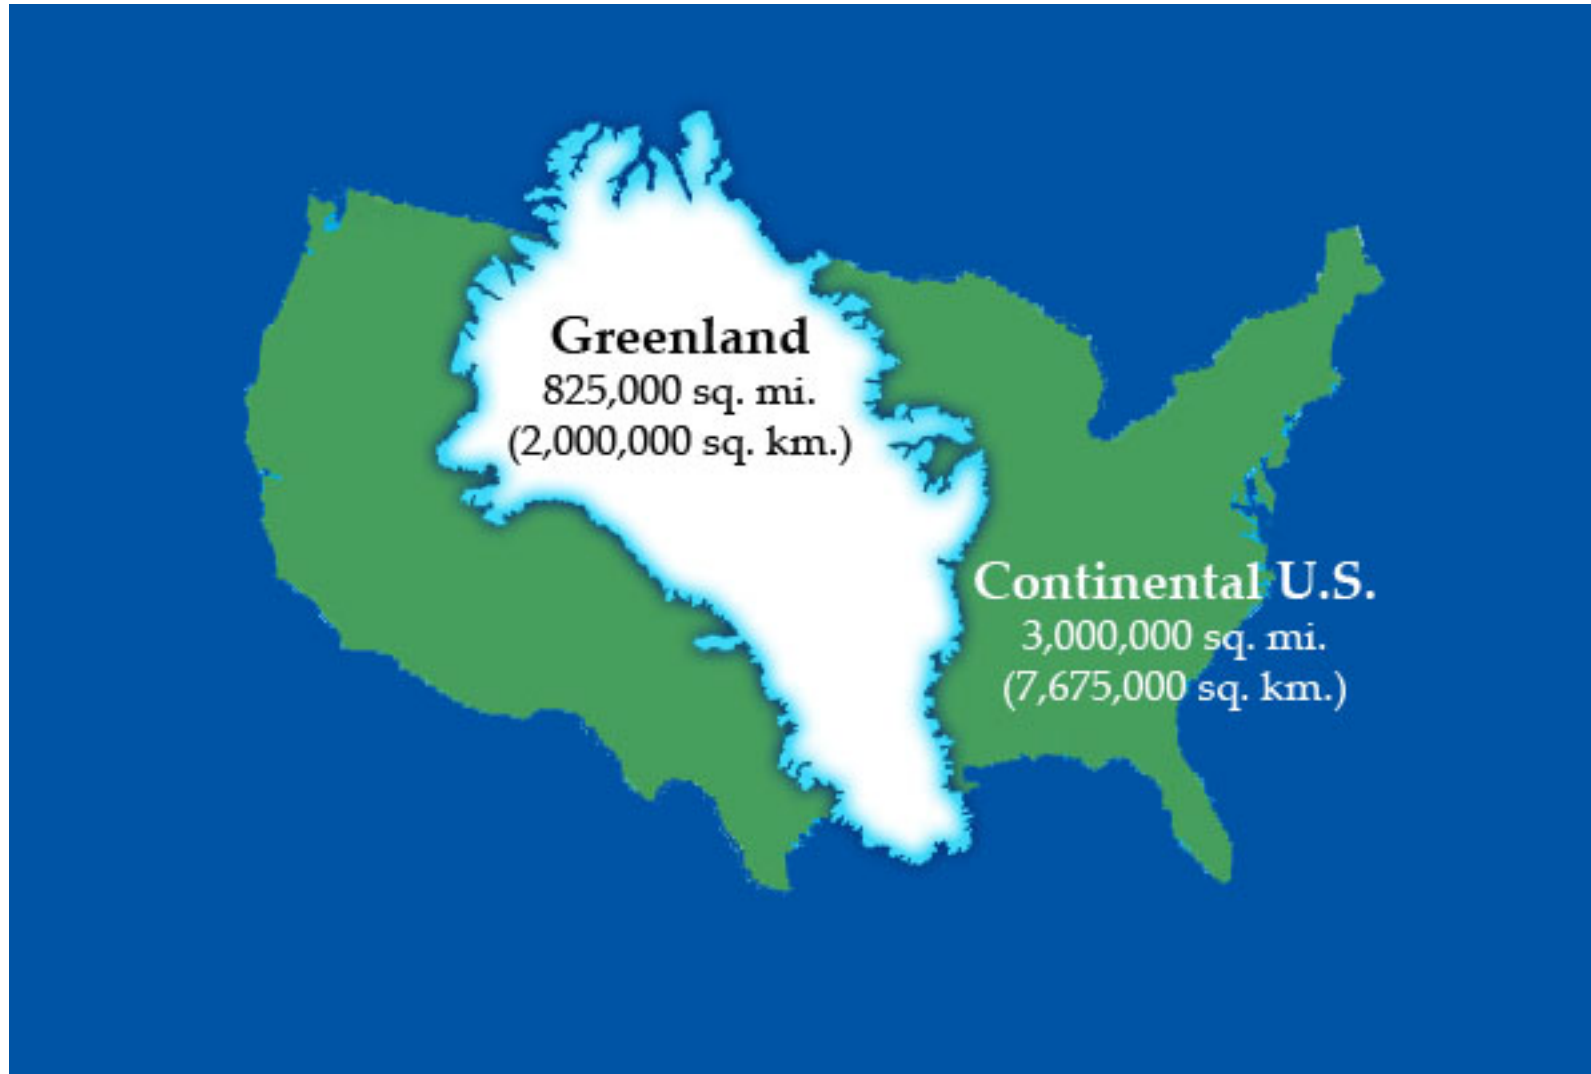 Greenland
825,000 sq. mi.
(2,000,000 sq. km.)
Continental U.S.
3,000,000 sq. mi.
(7,675,000 sq. km.)